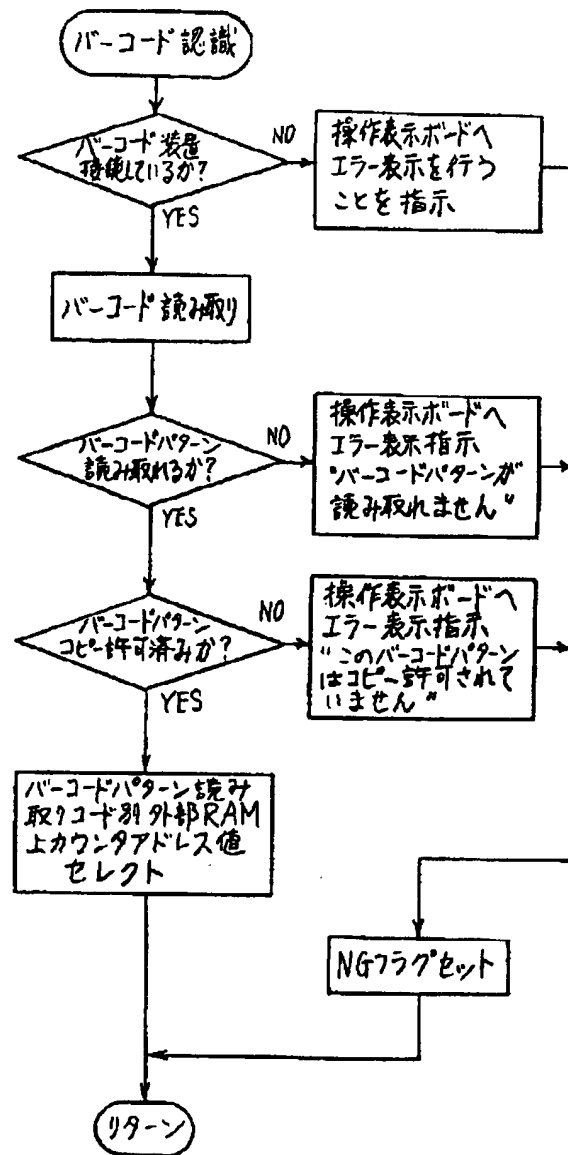 バーコード認識
バーコード装置
接続しているか?
NO
操作表示ボードへ
エラー表示を行う
ことを指示
YES
バーコード読み取り
バーコードパターン
読み取れるか?
NO
操作表示ボードへ
エラー表示指示
"バーコードパターンが
読み取れません"
YES
バーコードパターン
コピー許可済みか?
NO
操作表示ボードへ
エラー表示指示
"このバーコードパターン
はコピー許可されて
いません"
YES
バーコードパターン読み
取りコード別外部RAM
上カウンタアドレス値
セレクト
NGフラグセット
リターン